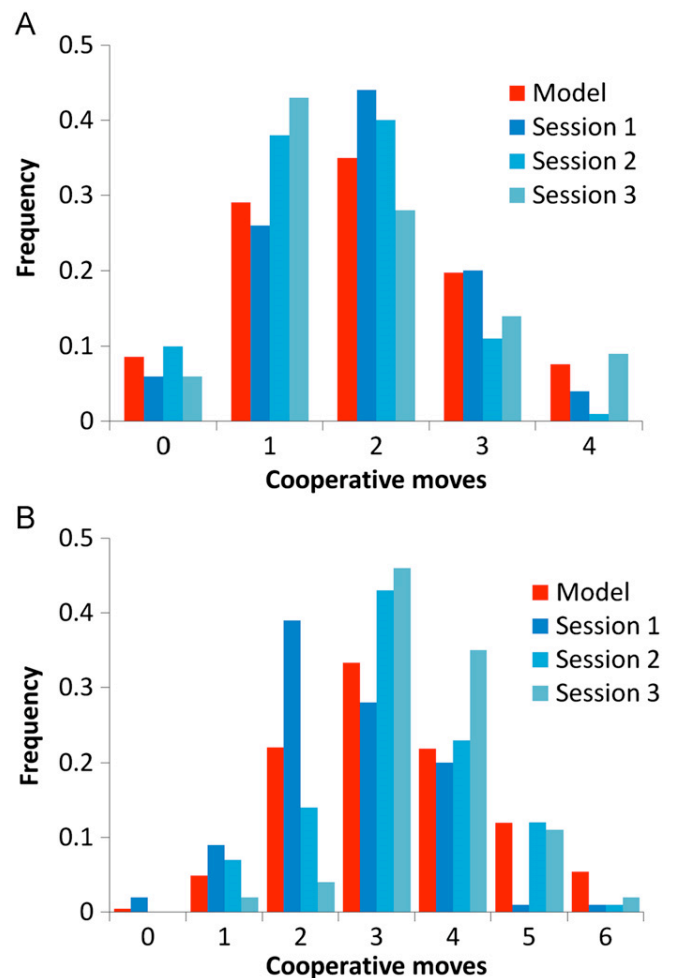 A
0.5
0.4
0.3
0.2
0.1
0
Frequency
Model
Session 1
Session 2
Session 3
0 1 2 3 4
Cooperative moves
B
0.5
0.4
0.3
0.2
0.1
0
Frequency
Model
Session 1
Session 2
Session 3
0 1 2 3 4 5 6
Cooperative moves